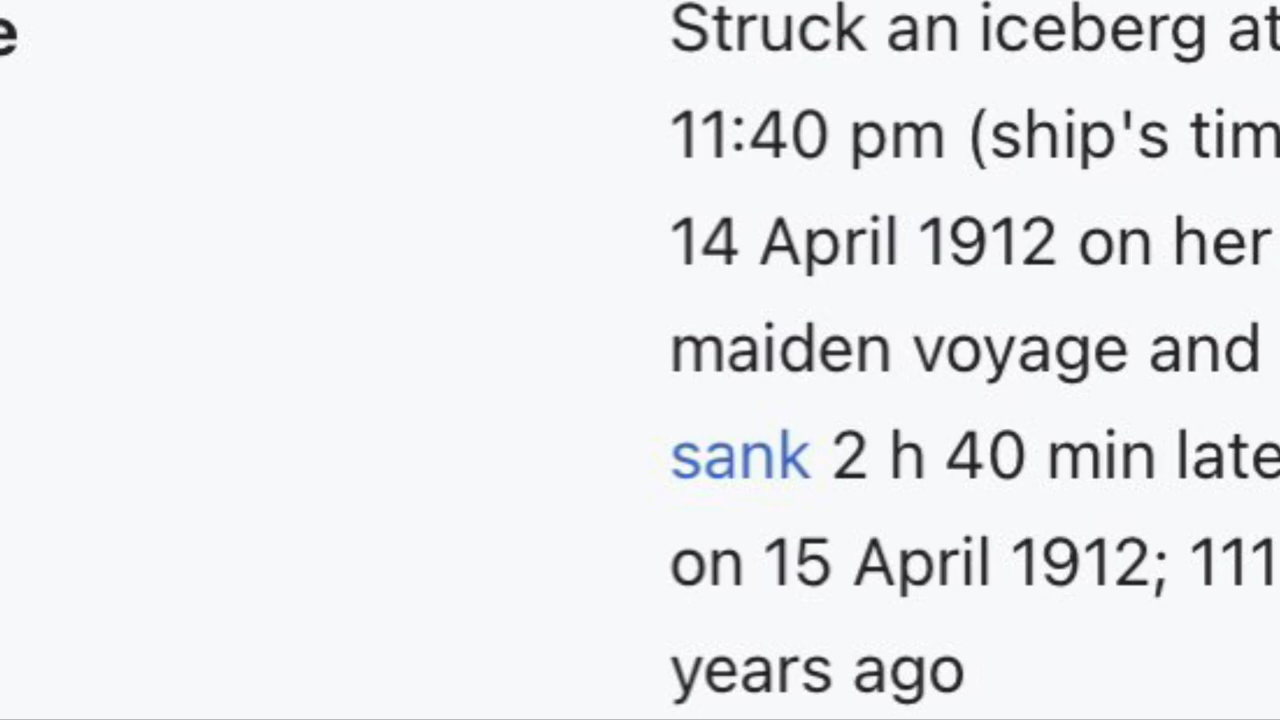 e
Struck an iceberg at
11:40 pm (ship's tim
14 April 1912 on her
maiden voyage and
sank 2 h 40 min late
on 15 April 1912; 111
years ago